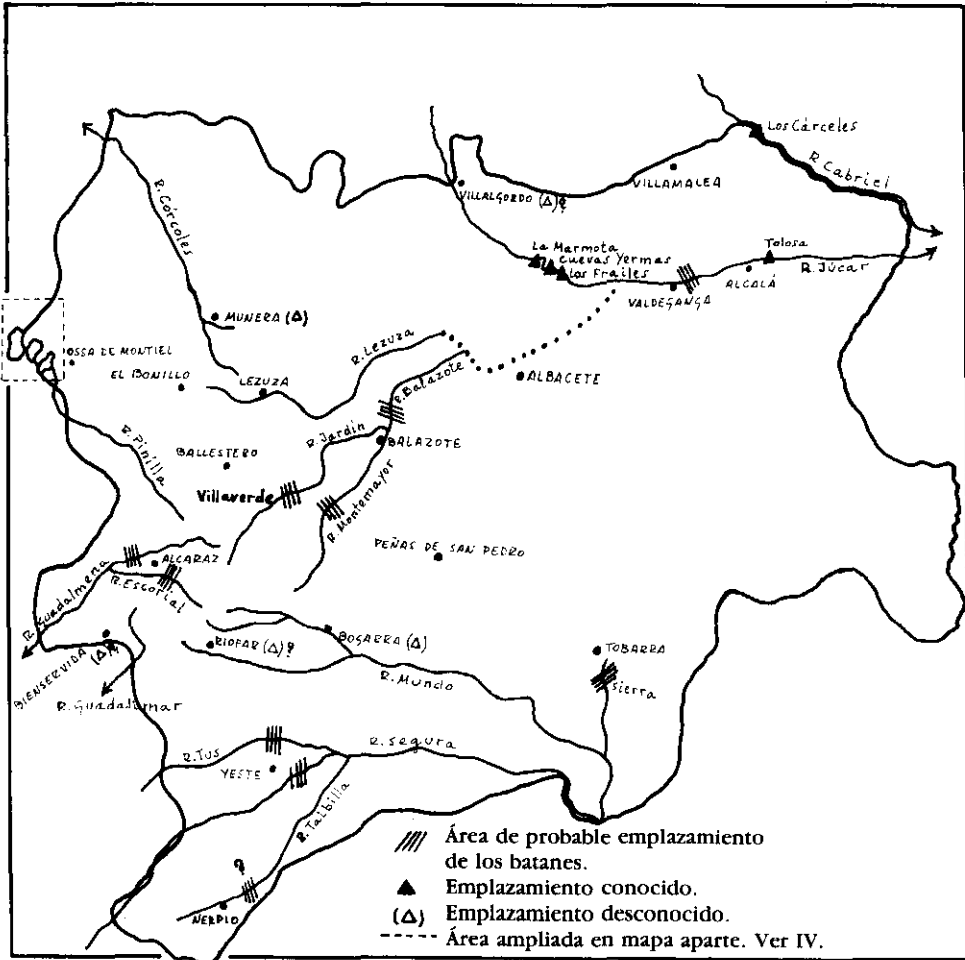 Los Cárceles
R. Cabriel
VILLAMALEA
VILLALGORDO (△)?
R. Córcoles
La Marmota
Cuevas Yermas
Los Frailes
Tolosa
R. Júcar
ALCALÁ
VALDEGANGA
MUNERA (△)
OSSA DE MONTIEL
EL BONILLO
LEZUZA
R. Lezuza
R. Balazote
ALBACETE
R. Pinilla
BALLESTERO
R. Jardín
BALAZOTE
Villaverde
R. Montemayor
PEÑAS DE SAN PEDRO
ALCARAZ
R. Guadalmena
R. Escorial
BIENSERVIDA (△)?
RIOFAR (△)?
BOGARRA (△)
TOBARRA
Sierra
R. Mundo
R. Guadalimar
R. Tus
YESTE
R. Segura
R. Taibilla
?
NERPIO
Área de probable emplazamiento
de los batanes.
Emplazamiento conocido.
(△) Emplazamiento desconocido.
Área ampliada en mapa aparte. Ver IV.